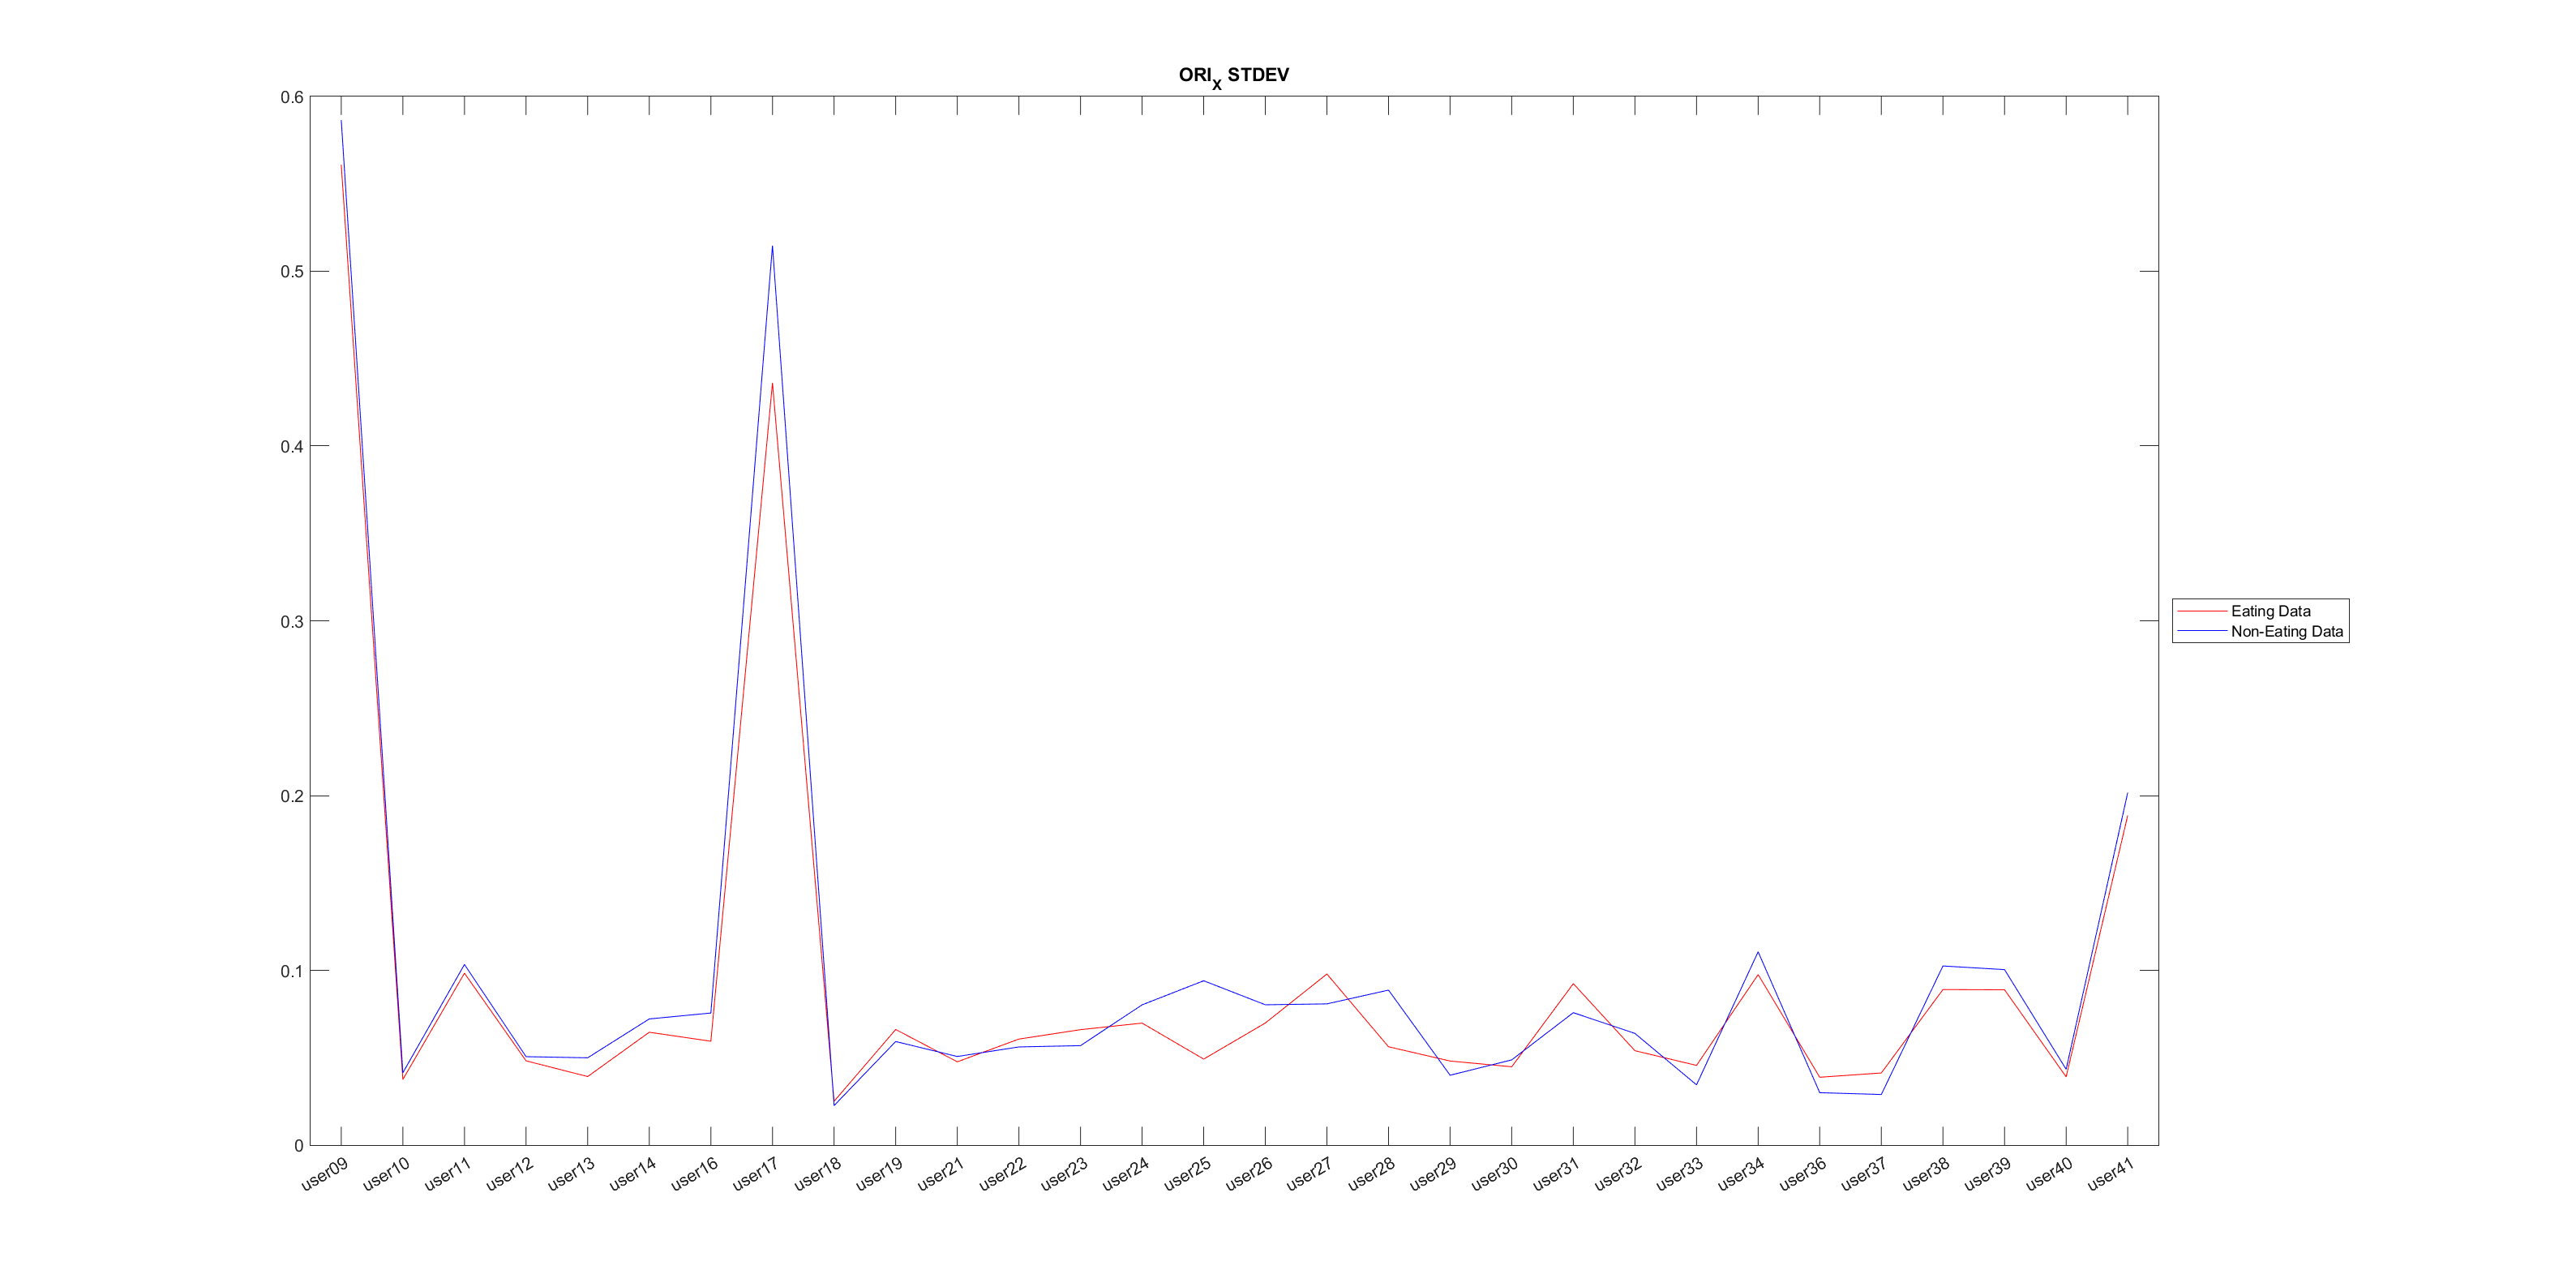 ORIX STDEV
0.6
0.5
0.4
0.3
0.2
0.1
0
user09 user10 user11 user12 user13 user14 user16 user17 user18 user19 user21 user22 user23 user24 user25 user26 user27 user28 user29 user30 user31 user32 user33 user34 user36 user37 user38 user39 user40 user41
Eating Data
Non-Eating Data